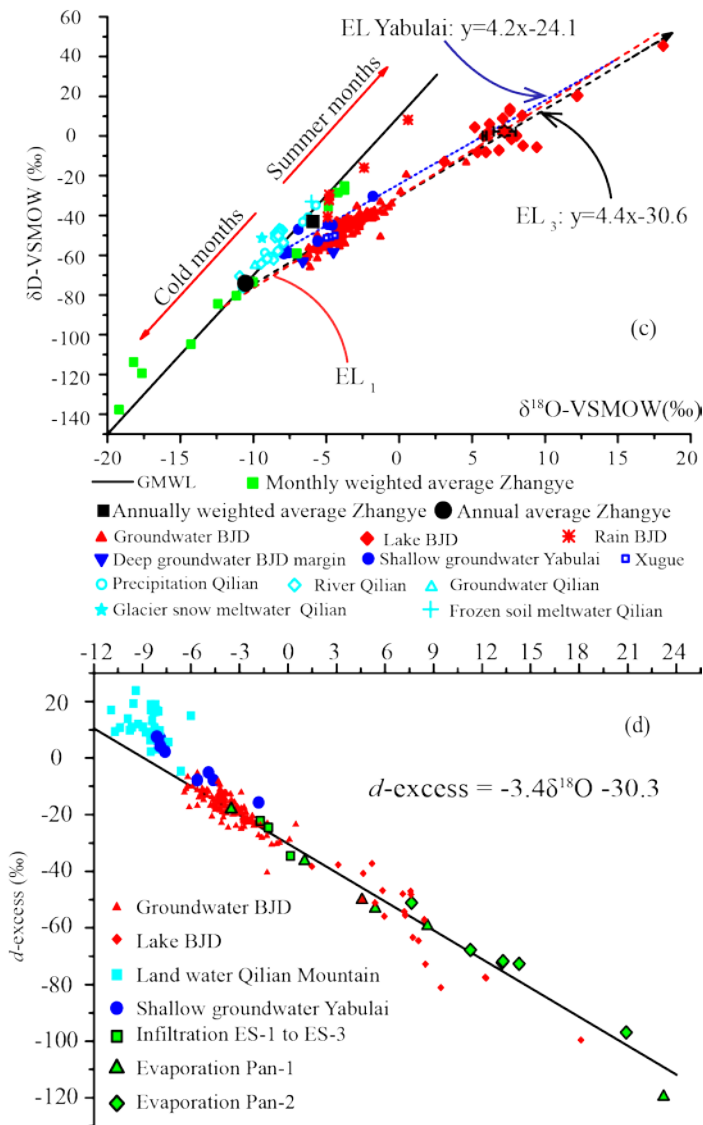 60
EL Yabulai: y=4.2x-24.1
40
20
Summer months
0
-20
δD-VSMOW (‰)
-40
EL 3: y=4.4x-30.6
-60
Cold months
-80
-100
(c)
-120
EL 1
δ18O-VSMOW(‰)
-140
-20 -15 -10 -5 0 5 10 15 20
GMWL Monthly weighted average Zhangye
Annually weighted average Zhangye Annual average Zhangye
Groundwater BJD Lake BJD Rain BJD
Deep groundwater BJD margin Shallow groundwater Yabulai Xugue
Precipitation Qilian River Qilian Groundwater Qilian
Glacier snow meltwater Qilian Frozen soil meltwater Qilian
-12 -9 -6 -3 0 3 6 9 12 15 18 21 24
20
(d)
0
d-excess = -3.4δ18O -30.3
-20
-40
d-excess (‰)
Groundwater BJD
-60
Lake BJD
Land water Qilian Mountain
-80
Shallow groundwater Yabulai
Infiltration ES-1 to ES-3
-100
Evaporation Pan-1
-120
Evaporation Pan-2